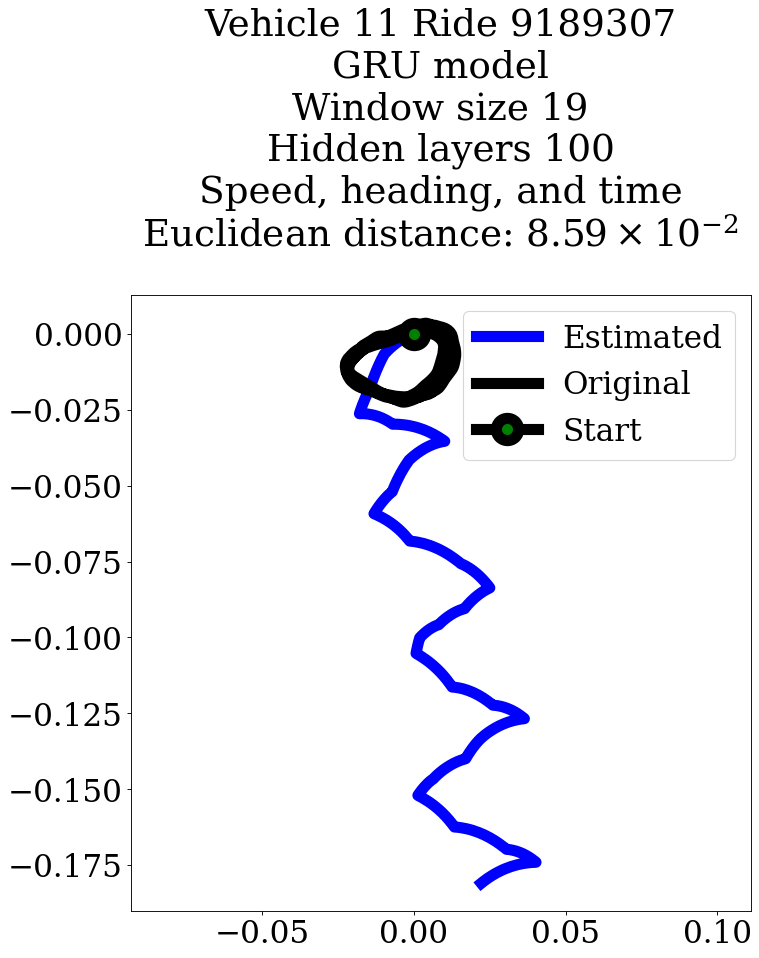 Vehicle 11 Ride 9189307
GRU model
Window size 19
Hidden layers 100
Speed, heading, and time
Euclidean distance: 8.59 × 10⁻²
Estimated
Original
Start
0.000
−0.025
−0.050
−0.075
−0.100
−0.125
−0.150
−0.175
−0.05 0.00 0.05 0.10